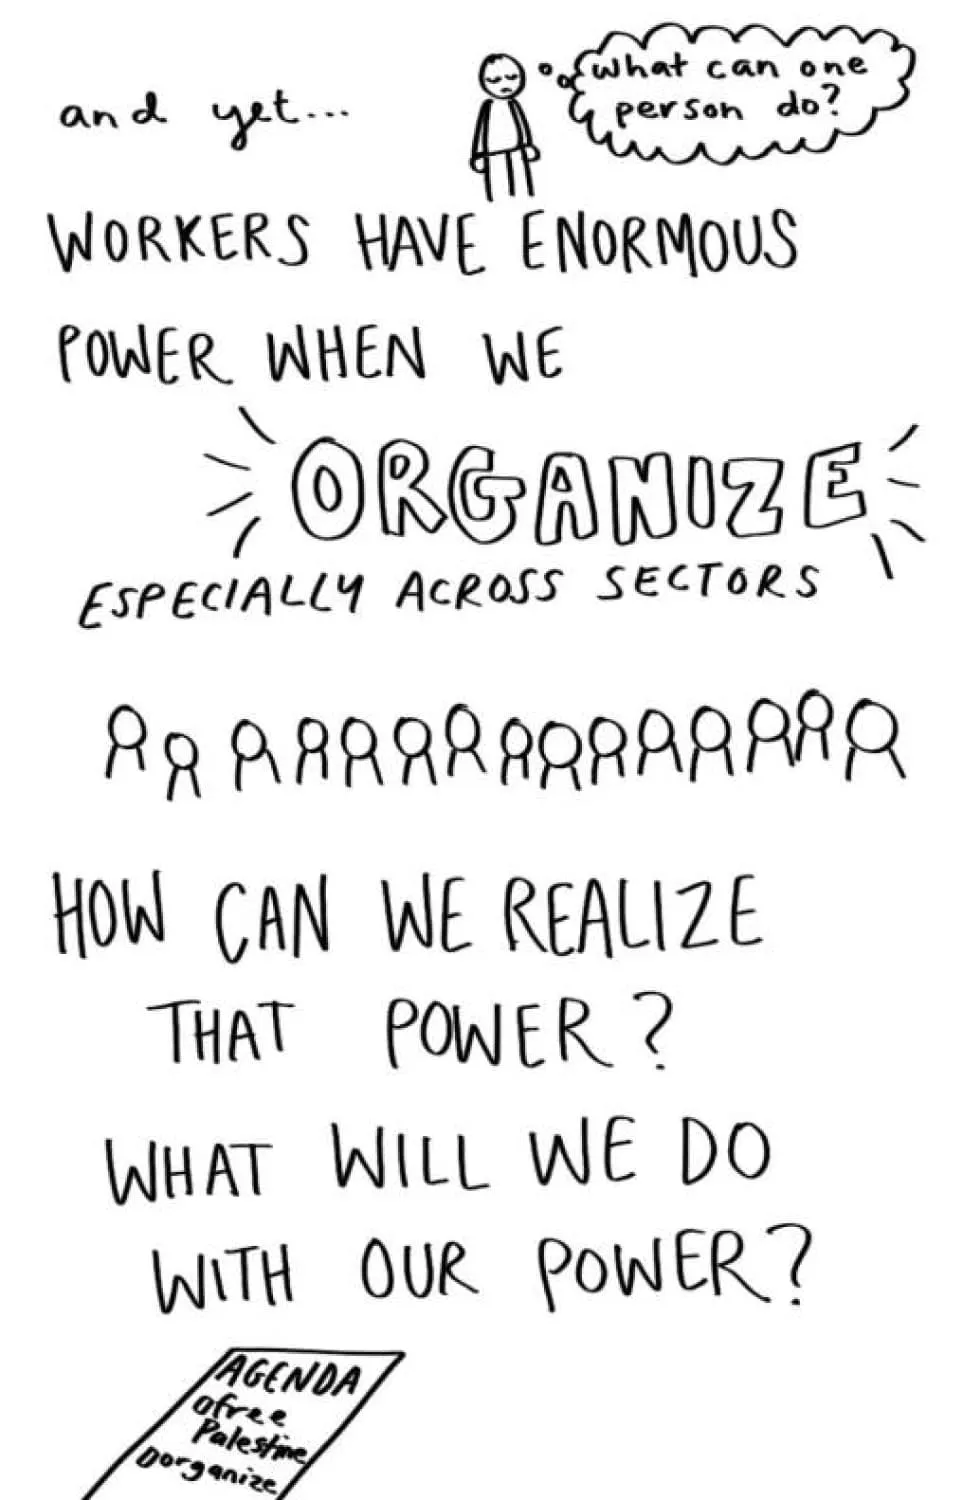 and yet...
what can one
person do?
WORKERS HAVE ENORMOUS
POWER WHEN WE
ORGANIZE
ESPECIALLY ACROSS SECTORS
HOW CAN WE REALIZE
THAT POWER?
WHAT WILL WE DO
WITH OUR POWER?
AGENDA
free
Palestine
organize